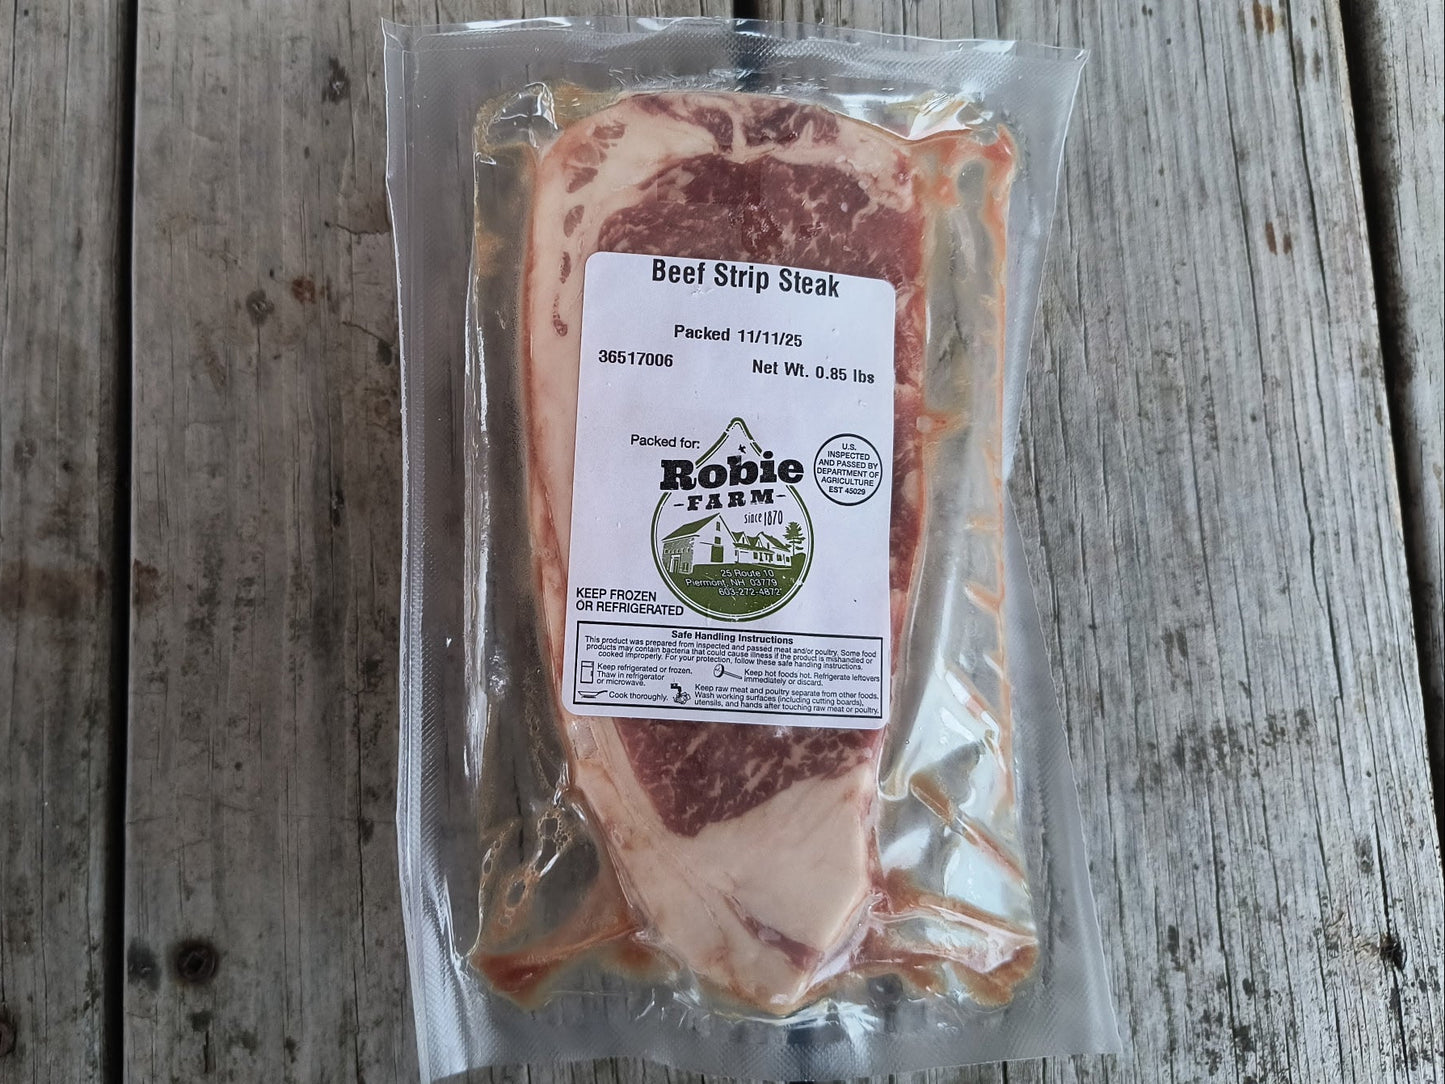 Beef Strip Steak
Packed 11/11/25
36517006
Net Wt. 0.85 lbs
Packed for:
Robie
-FARM-
since 1870
25 Route 10
Piermont, NH 03779
603-272-4872
U.S.
INSPECTED
AND PASSED BY
DEPARTMENT OF
AGRICULTURE
EST 45029
KEEP FROZEN
OR REFRIGERATED
Safe Handling Instructions
This product was prepared from inspected and passed meat and/or poultry. Some food
products may contain bacteria that could cause illness if the product is mishandled or
cooked improperly. For your protection, follow these safe handling instructions.
Keep refrigerated or frozen.
Thaw in refrigerator
or microwave.
Keep hot foods hot. Refrigerate leftovers
immediately or discard.
Cook thoroughly.
Keep raw meat and poultry separate from other foods.
Wash working surfaces (including cutting boards),
utensils, and hands after touching raw meat or poultry.